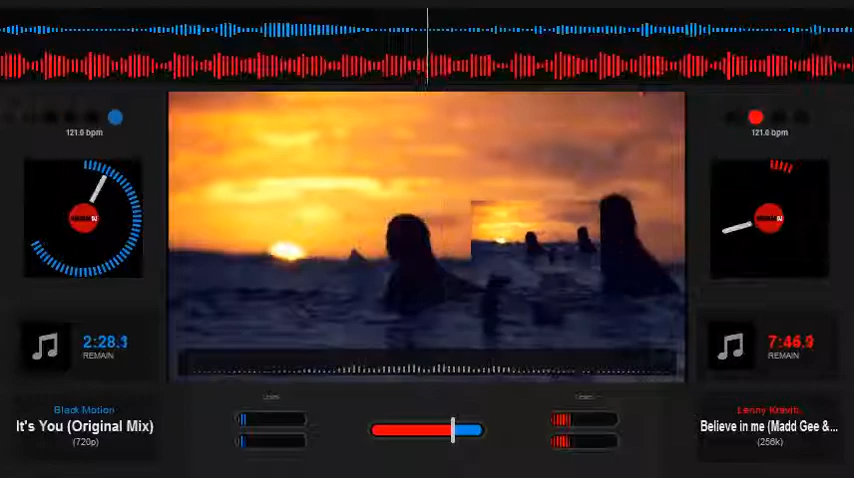 121.0 bpm
121.0 bpm
2:28.3
REMAIN
7:46.9
REMAIN
Black Motion
It's You (Original Mix)
(720p)
Lenny Kravit..
Believe in me (Madd Gee &...
(256k)